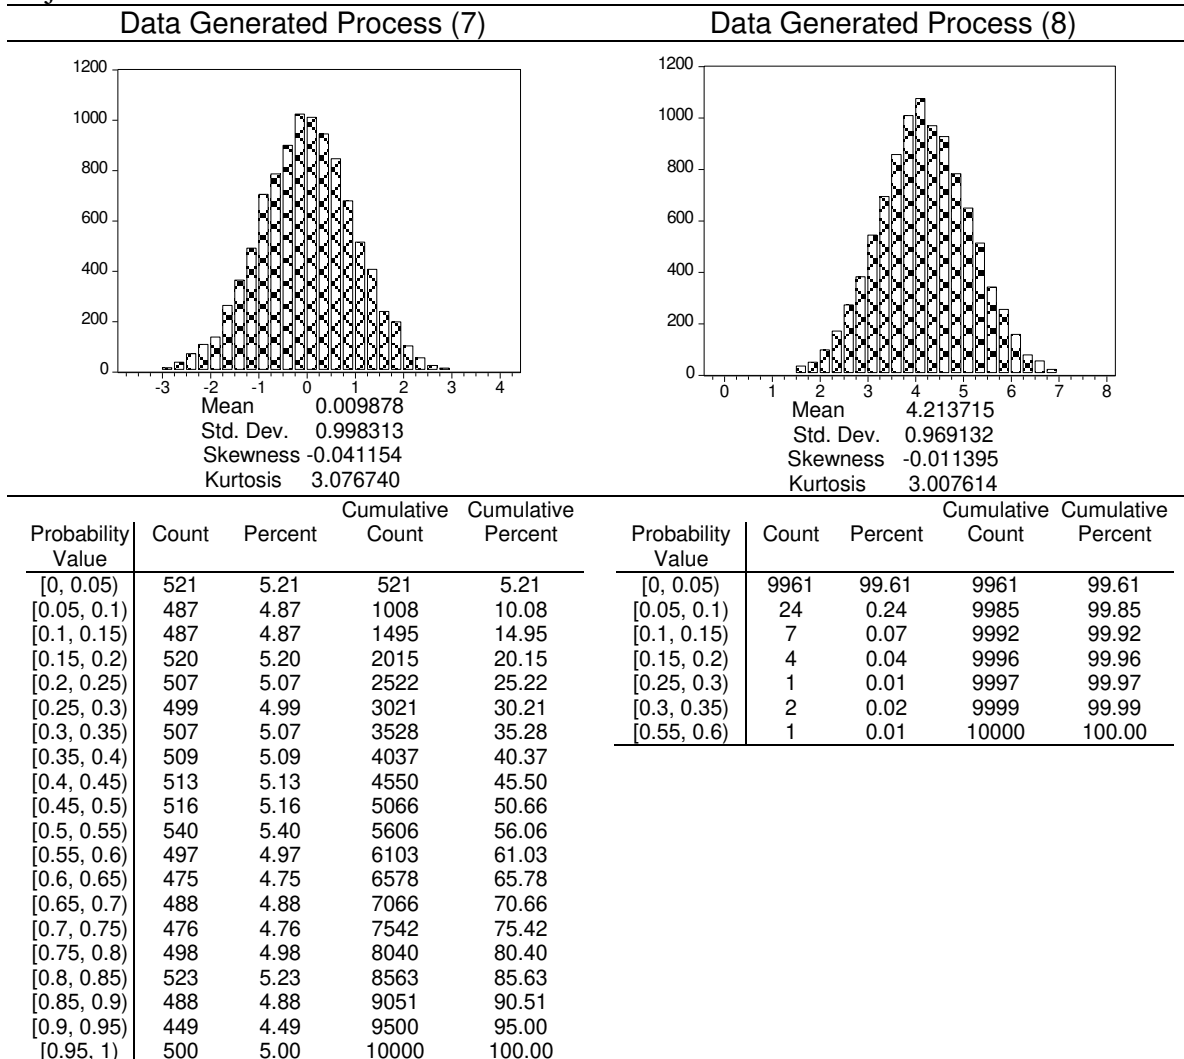 Data Generated Process (7)
1200
1000
800
600
400
200
0
-3 -2 -1 0 1 2 3 4
Mean 0.009878
Std. Dev. 0.998313
Skewness -0.041154
Kurtosis 3.076740
Data Generated Process (8)
1200
1000
800
600
400
200
0
0 1 2 3 4 5 6 7 8
Mean 4.213715
Std. Dev. 0.969132
Skewness -0.011395
Kurtosis 3.007614
Cumulative Cumulative
Probability Count Percent Count Percent
Value
[0, 0.05) 521 5.21 521 5.21
[0.05, 0.1) 487 4.87 1008 10.08
[0.1, 0.15) 487 4.87 1495 14.95
[0.15, 0.2) 520 5.20 2015 20.15
[0.2, 0.25) 507 5.07 2522 25.22
[0.25, 0.3) 499 4.99 3021 30.21
[0.3, 0.35) 507 5.07 3528 35.28
[0.35, 0.4) 509 5.09 4037 40.37
[0.4, 0.45) 513 5.13 4550 45.50
[0.45, 0.5) 516 5.16 5066 50.66
[0.5, 0.55) 540 5.40 5606 56.06
[0.55, 0.6) 497 4.97 6103 61.03
[0.6, 0.65) 475 4.75 6578 65.78
[0.65, 0.7) 488 4.88 7066 70.66
[0.7, 0.75) 476 4.76 7542 75.42
[0.75, 0.8) 498 4.98 8040 80.40
[0.8, 0.85) 523 5.23 8563 85.63
[0.85, 0.9) 488 4.88 9051 90.51
[0.9, 0.95) 449 4.49 9500 95.00
[0.95, 1) 500 5.00 10000 100.00
Cumulative Cumulative
Probability Count Percent Count Percent
Value
[0, 0.05) 9961 99.61 9961 99.61
[0.05, 0.1) 24 0.24 9985 99.85
[0.1, 0.15) 7 0.07 9992 99.92
[0.15, 0.2) 4 0.04 9996 99.96
[0.25, 0.3) 1 0.01 9997 99.97
[0.3, 0.35) 2 0.02 9999 99.99
[0.55, 0.6) 1 0.01 10000 100.00